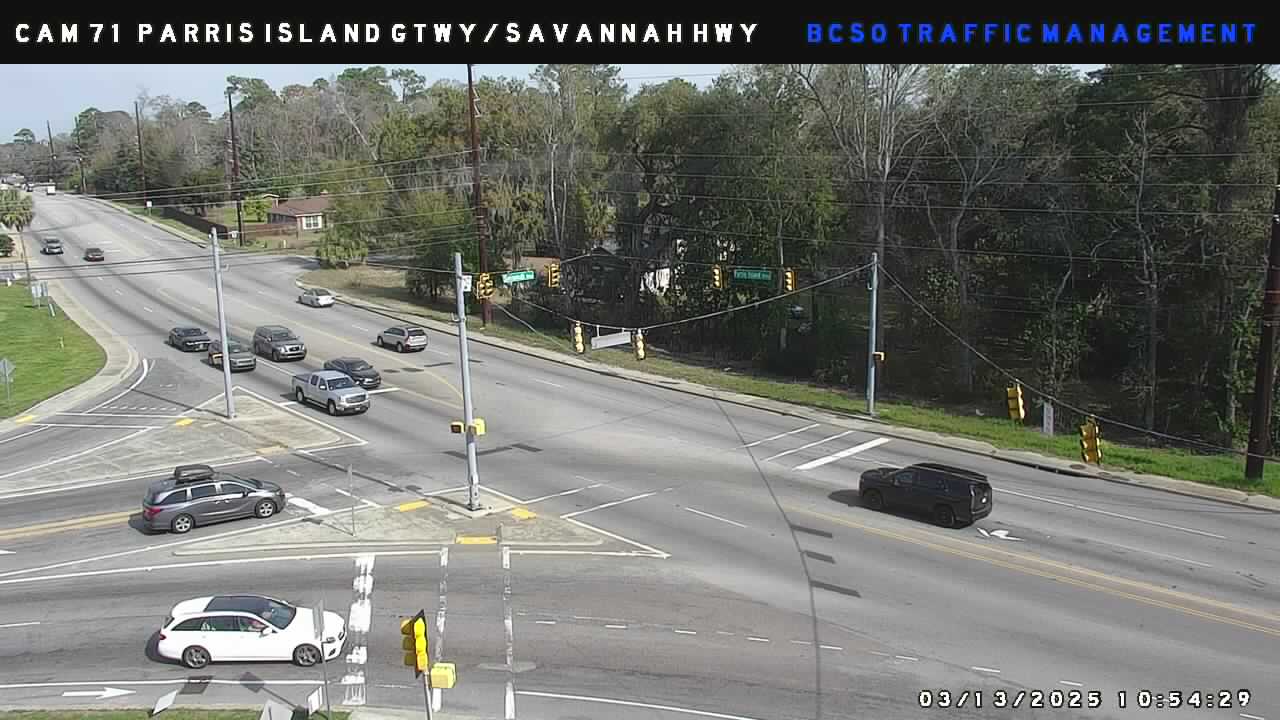 CAM 71 PARRIS ISLAND GTWY/SAVANNAH HWY
BCSO TRAFFIC MANAGEMENT
03/13/2025 10:54:29